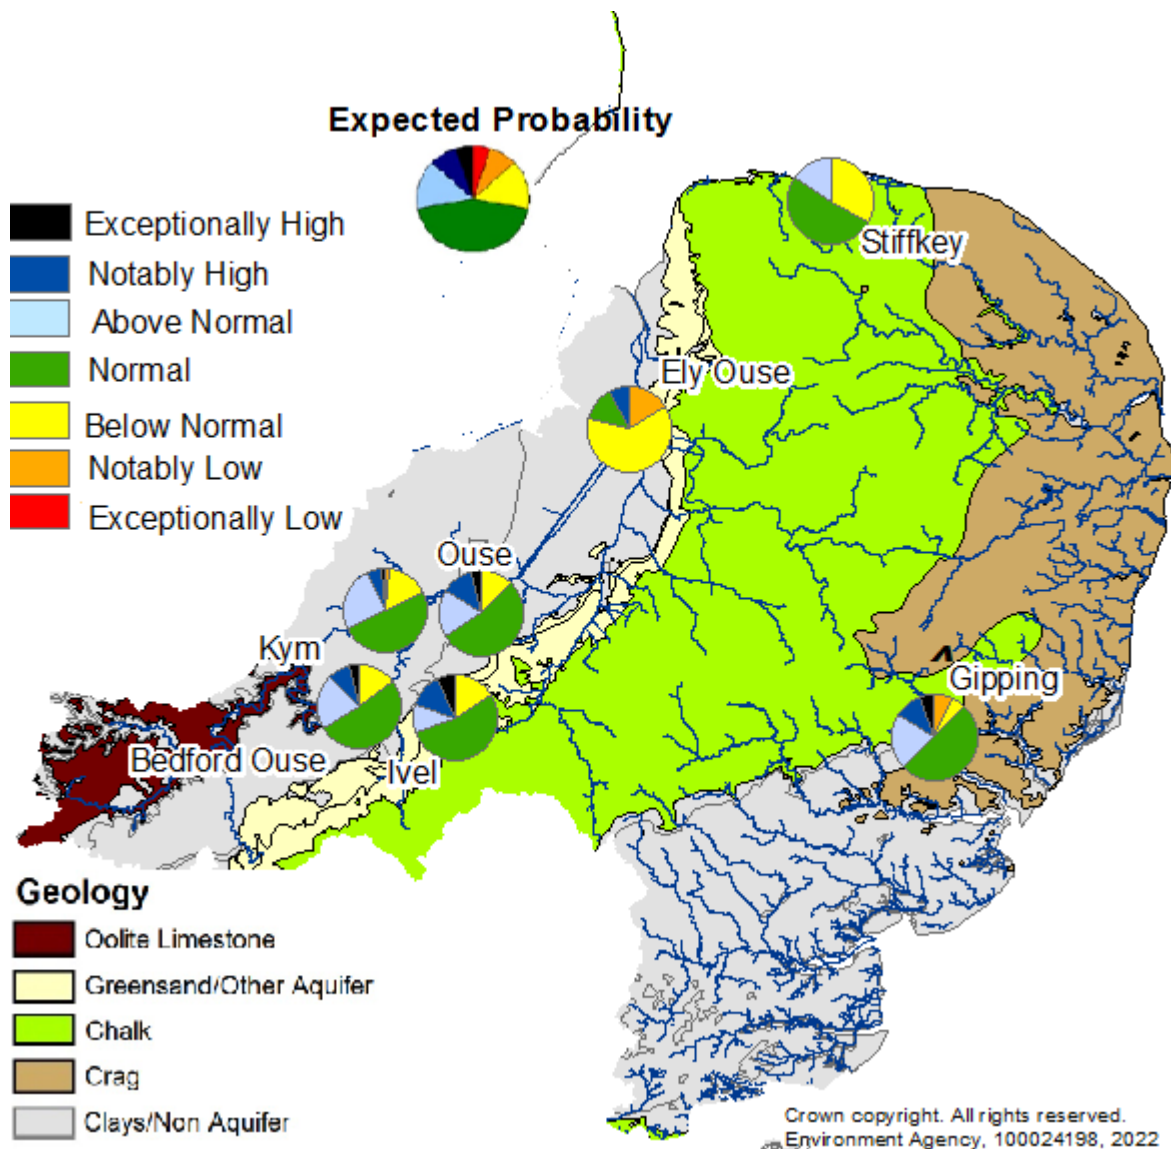 Expected Probability
Exceptionally High
Notably High
Above Normal
Normal
Below Normal
Notably Low
Exceptionally Low
Stiffkey
Ely Ouse
Ouse
Kym
Gipping
Bedford Ouse
Ivel
Geology
Oolite Limestone
Greensand/Other Aquifer
Chalk
Crag
Clays/Non Aquifer
Crown copyright. All rights reserved.
Environment Agency, 100024198, 2022